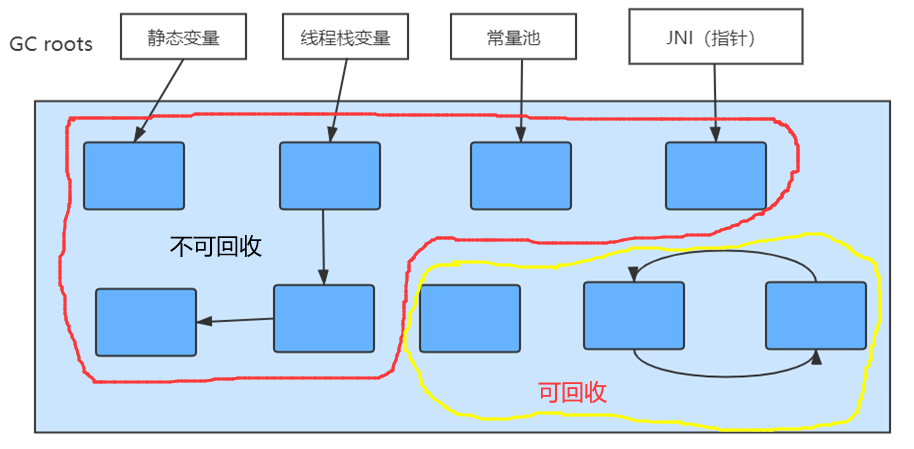 GC roots
静态变量
线程栈变量
常量池
JNI（指针）
不可回收
可回收